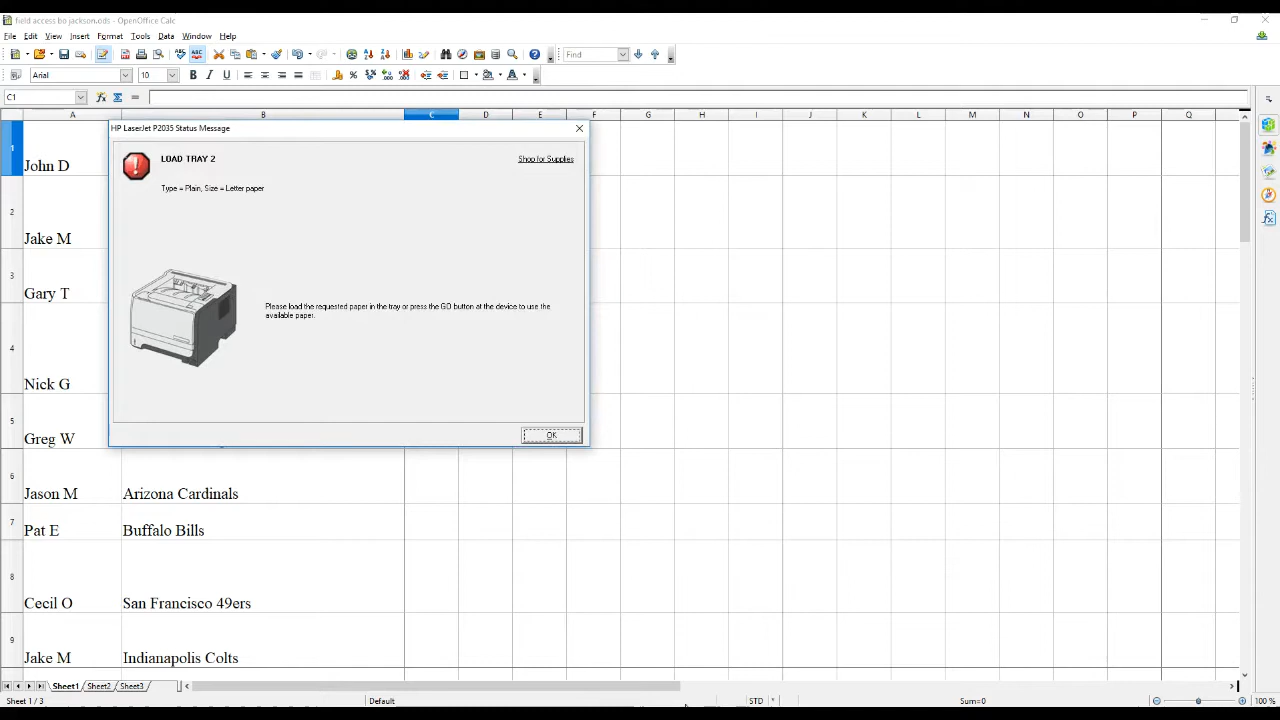 field access bo jackson.ods - OpenOffice Calc
File Edit View Insert Format Tools Data Window Help
Find
Arial 10 B I U
C1 =
A B C D E F G H I J K L M N O P Q
HP LaserJet P2035 Status Message
LOAD TRAY 2
Shop for Supplies
Type = Plain, Size = Letter paper
Please load the requested paper in the tray or press the GO button at the device to use the
available paper.
OK
1 John D
2 Jake M
3 Gary T
4 Nick G
5 Greg W
6 Jason M Arizona Cardinals
7 Pat E Buffalo Bills
8 Cecil O San Francisco 49ers
9 Jake M Indianapolis Colts
Sheet1 Sheet2 Sheet3
Sheet 1 / 3 Default STD * Sum=0 100 %